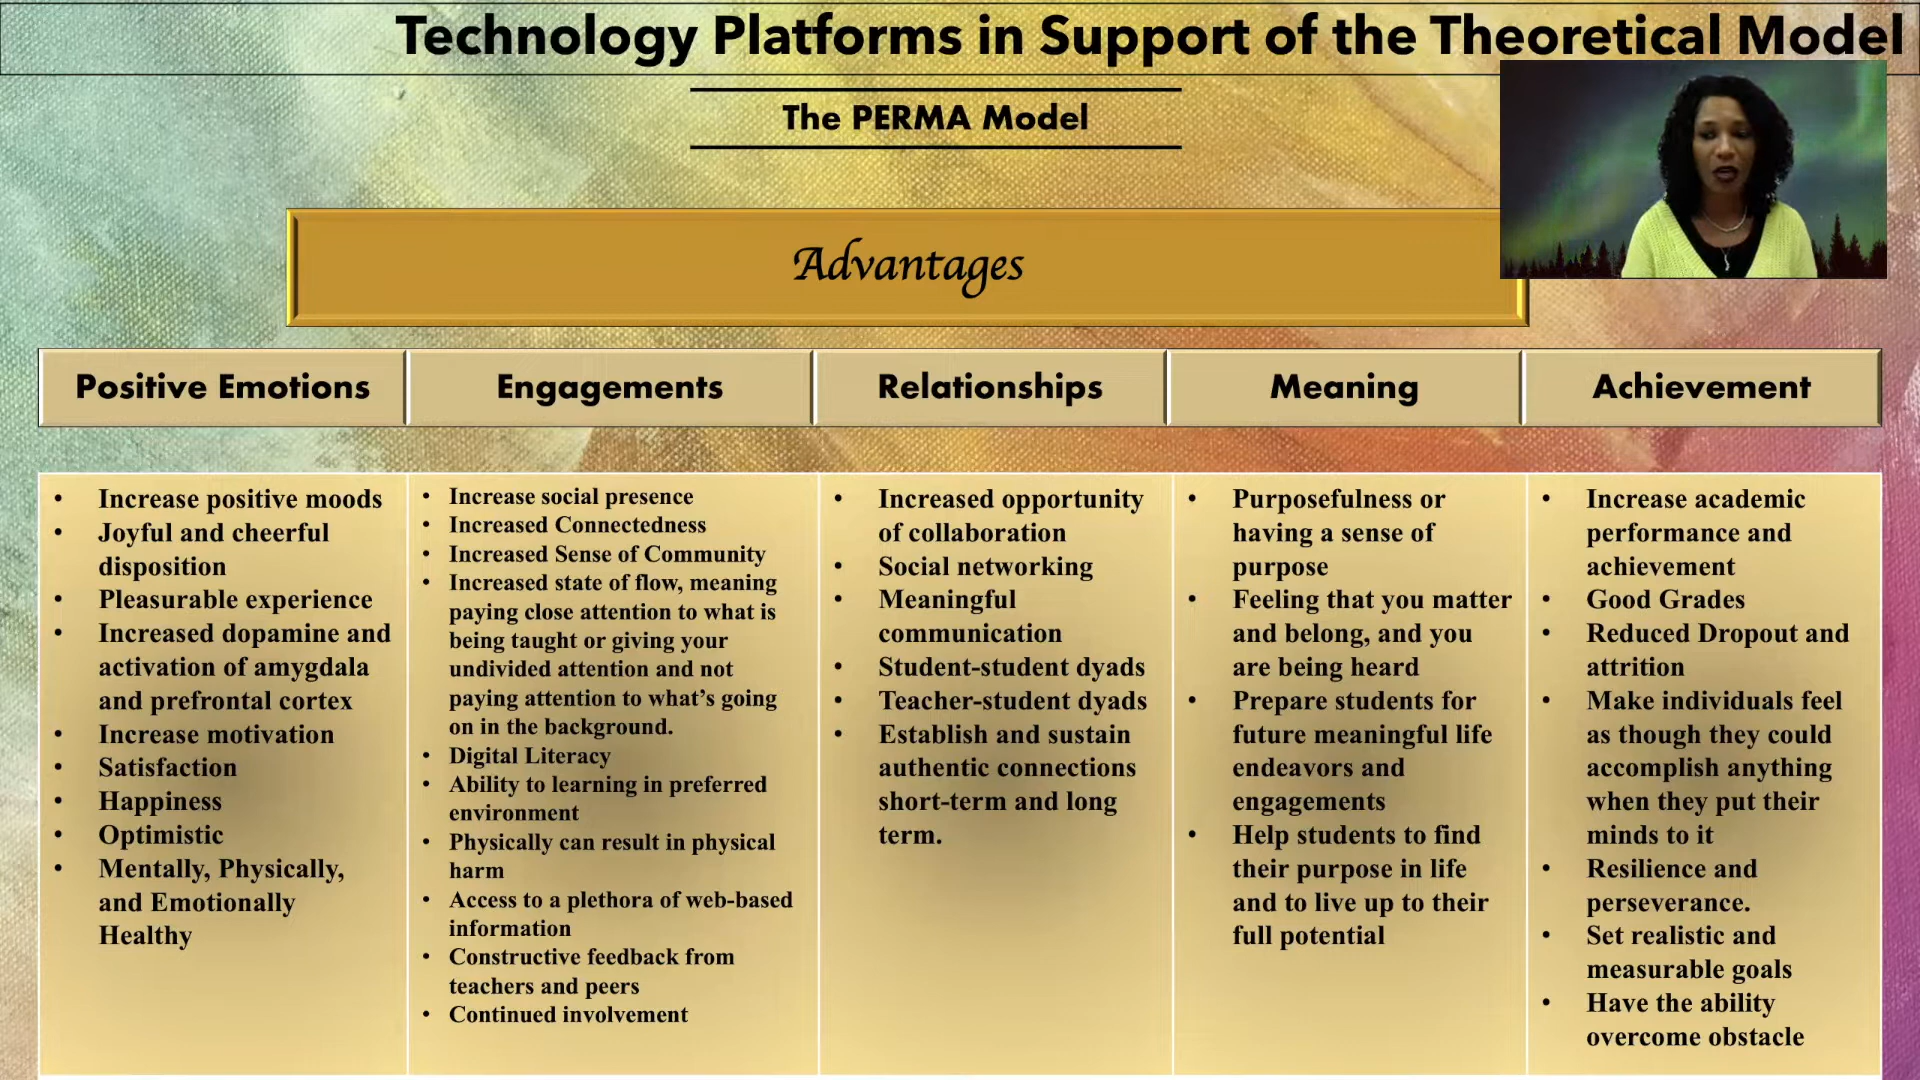 Technology Platforms in Support of the Theoretical Model
The PERMA Model
Advantages
Positive Emotions
Engagements
Relationships
Meaning
Achievement
• Increase positive moods
• Joyful and cheerful
disposition
• Pleasurable experience
• Increased dopamine and
activation of amygdala
and prefrontal cortex
• Increase motivation
• Satisfaction
• Happiness
• Optimistic
• Mentally, Physically,
and Emotionally
Healthy
• Increase social presence
• Increased Connectedness
• Increased Sense of Community
• Increased state of flow, meaning
paying close attention to what is
being taught or giving your
undivided attention and not
paying attention to what's going
on in the background.
• Digital Literacy
• Ability to learning in preferred
environment
• Physically can result in physical
harm
• Access to a plethora of web-based
information
• Constructive feedback from
teachers and peers
• Continued involvement
• Increased opportunity
of collaboration
• Social networking
• Meaningful
communication
• Student-student dyads
• Teacher-student dyads
• Establish and sustain
authentic connections
short-term and long
term.
• Purposefulness or
having a sense of
purpose
• Feeling that you matter
and belong, and you
are being heard
• Prepare students for
future meaningful life
endeavors and
engagements
• Help students to find
their purpose in life
and to live up to their
full potential
• Increase academic
performance and
achievement
• Good Grades
• Reduced Dropout and
attrition
• Make individuals feel
as though they could
accomplish anything
when they put their
minds to it
• Resilience and
perseverance.
• Set realistic and
measurable goals
• Have the ability
overcome obstacle